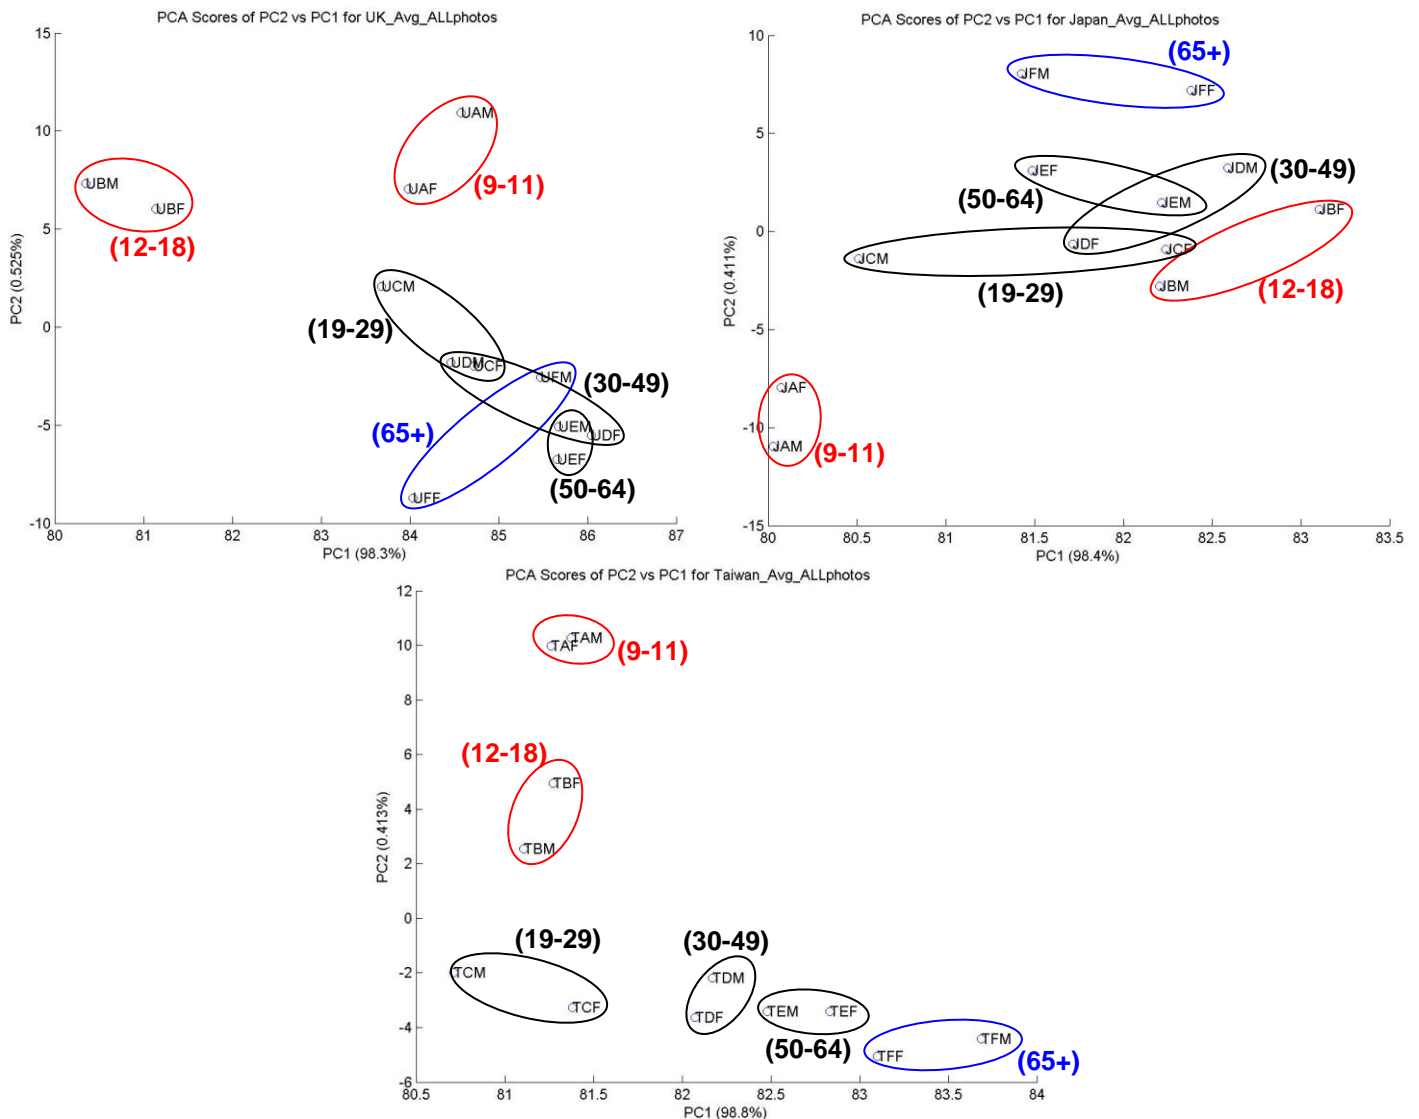 PCA Scores of PC2 vs PC1 for UK_Avg_ALLphotos
15
10
5
0
-5
-10
PC2 (0.525%)
UAM
UAF
(9-11)
UBM
UBF
(12-18)
UCM
(19-29)
UDM
UCF
UFM
(30-49)
(65+)
UEM
UDF
UEF
(50-64)
UFF
80
81
82
83
84
85
86
87
PC1 (98.3%)
PCA Scores of PC2 vs PC1 for Japan_Avg_ALLphotos
10
5
0
-5
-10
-15
PC2 (0.411%)
(65+)
JFM
JFF
JEF
JDM
(30-49)
(50-64)
JEM
JBF
JDF
JCF
JCM
JBM
(19-29)
(12-18)
JAF
JAM
(9-11)
80
80.5
81
81.5
82
82.5
83
83.5
PC1 (98.4%)
PCA Scores of PC2 vs PC1 for Taiwan_Avg_ALLphotos
12
10
8
6
4
2
0
-2
-4
-6
PC2 (0.413%)
TAM
TAF
(9-11)
(12-18)
TBF
TBM
(19-29)
(30-49)
TCM
TDM
TCF
TDF
TEM
TEF
(50-64)
TFM
TFF
(65+)
80.5
81
81.5
82
82.5
83
83.5
84
PC1 (98.8%)